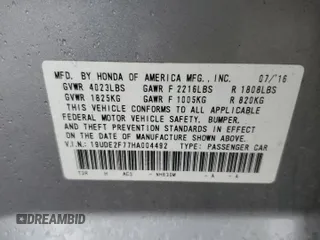 MFD. BY HONDA OF AMERICA MFG., INC. 07/16
GVWR 4023LBS GAWR F 2216LBS R 1808LBS
GVWR 1825KG GAWR F 1005KG R 820KG
THIS VEHICLE CONFORMS TO ALL APPLICABLE
FEDERAL MOTOR VEHICLE SAFETY, BUMPER,
AND THEFT PREVENTION STANDARDS IN EFFECT
ON THE DATE OF MANUFACTURE SHOWN ABOVE.
V.I.N.: 19UDE2F77HA004492 TYPE: PASSENGER CAR
DREAMBID